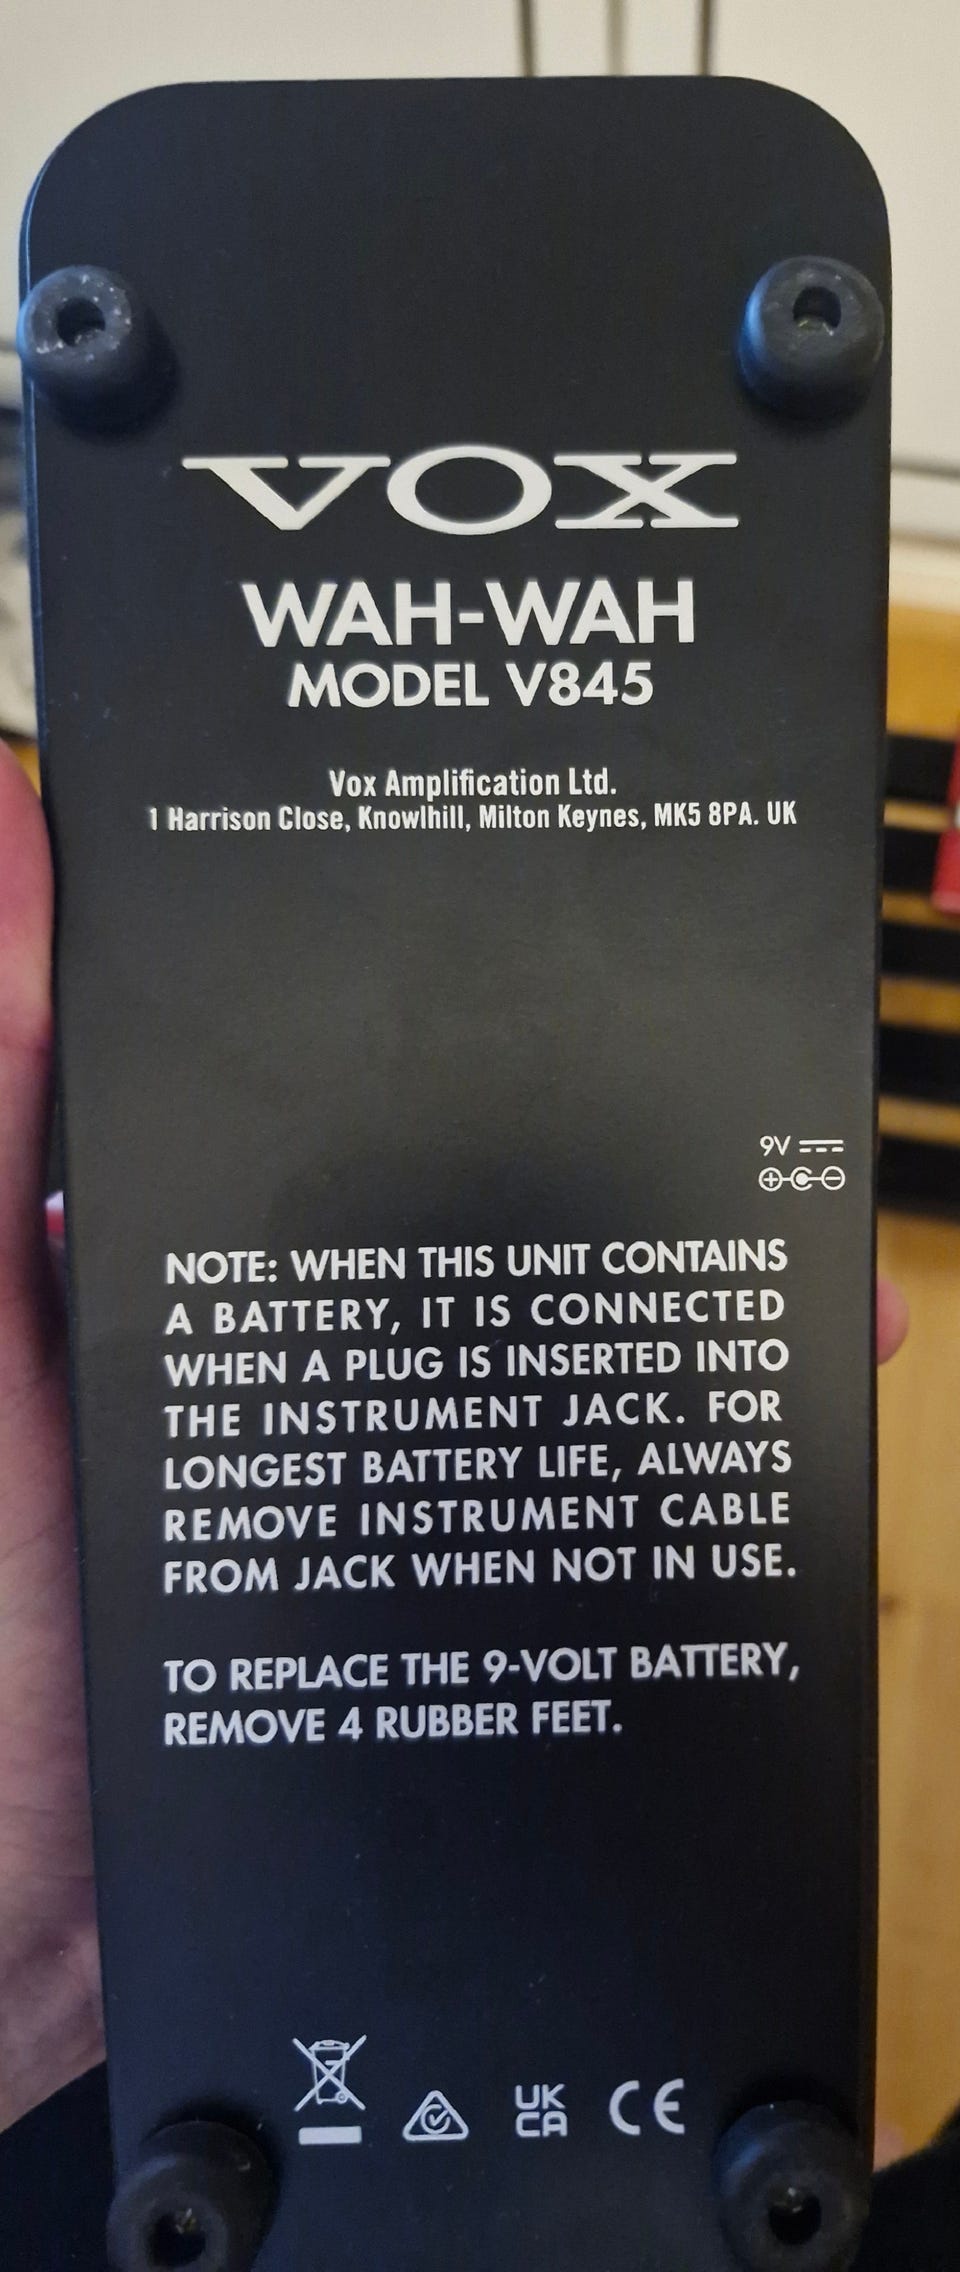 VOX
WAH-WAH
MODEL V845
Vox Amplification Ltd.
1 Harrison Close, Knowlhill, Milton Keynes, MK5 8PA. UK
9V
NOTE: WHEN THIS UNIT CONTAINS
A BATTERY, IT IS CONNECTED
WHEN A PLUG IS INSERTED INTO
THE INSTRUMENT JACK. FOR
LONGEST BATTERY LIFE, ALWAYS
REMOVE INSTRUMENT CABLE
FROM JACK WHEN NOT IN USE.
TO REPLACE THE 9-VOLT BATTERY,
REMOVE 4 RUBBER FEET.
UK
CA
CE